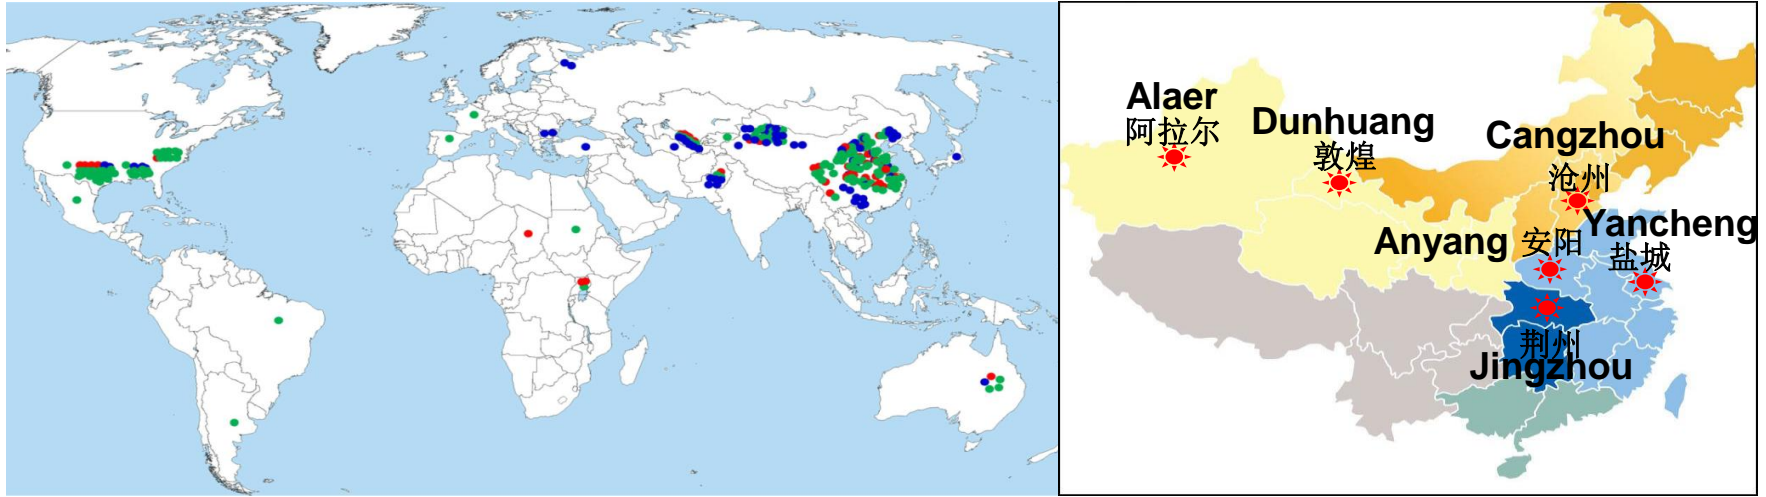 Alaer
阿拉尔
Dunhuang
敦煌
Cangzhou
沧州
Yancheng
盐城
Anyang 安阳
荆州
Jingzhou